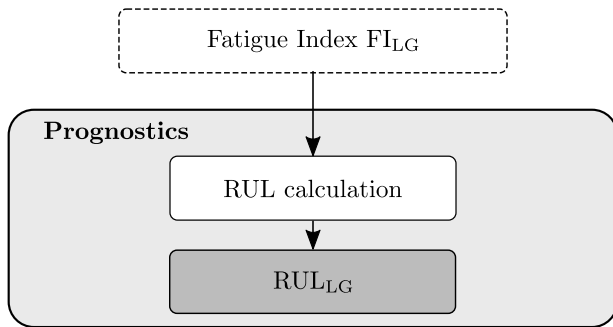 Fatigue Index FI_LG
Prognostics
RUL calculation
RUL_LG